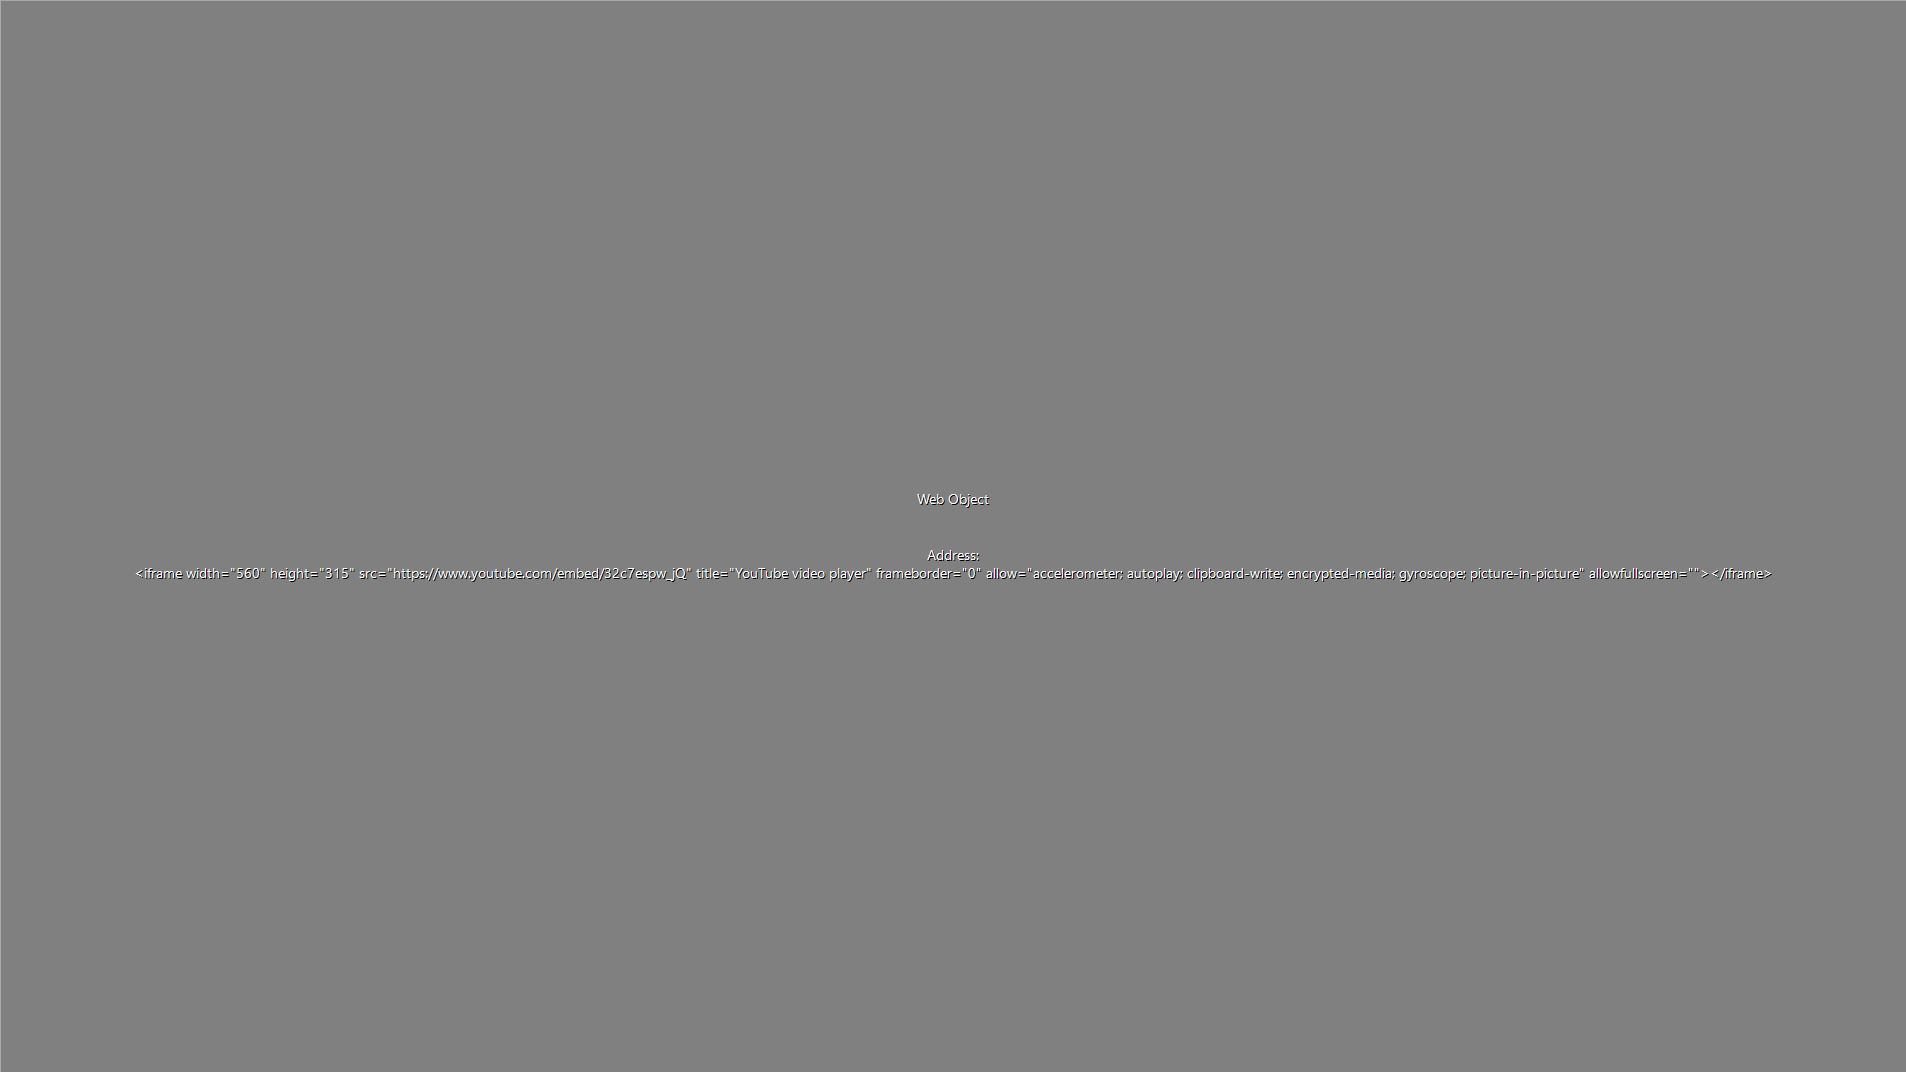 Web Object
Address:
<iframe width="560" height="315" src="https://www.youtube.com/embed/32c7espw_jQ" title="YouTube video player" frameborder="0" allow="accelerometer; autoplay; clipboard-write; encrypted-media; gyroscope; picture-in-picture" allowfullscreen=""></iframe>